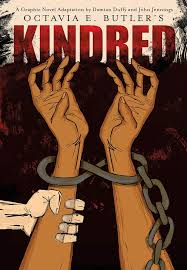 A Graphic Novel Adaptation by Damian Duffy and John Jennings
OCTAVIA E. BUTLER'S
KINDRED